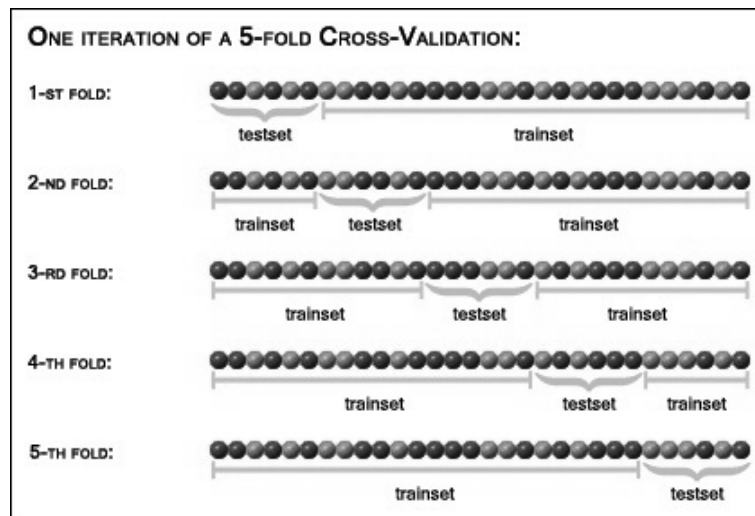 ONE ITERATION OF A 5-FOLD CROSS-VALIDATION:
1-ST FOLD:
testset trainset
2-ND FOLD:
trainset testset trainset
3-RD FOLD:
trainset testset trainset
4-TH FOLD:
trainset testset trainset
5-TH FOLD:
trainset testset